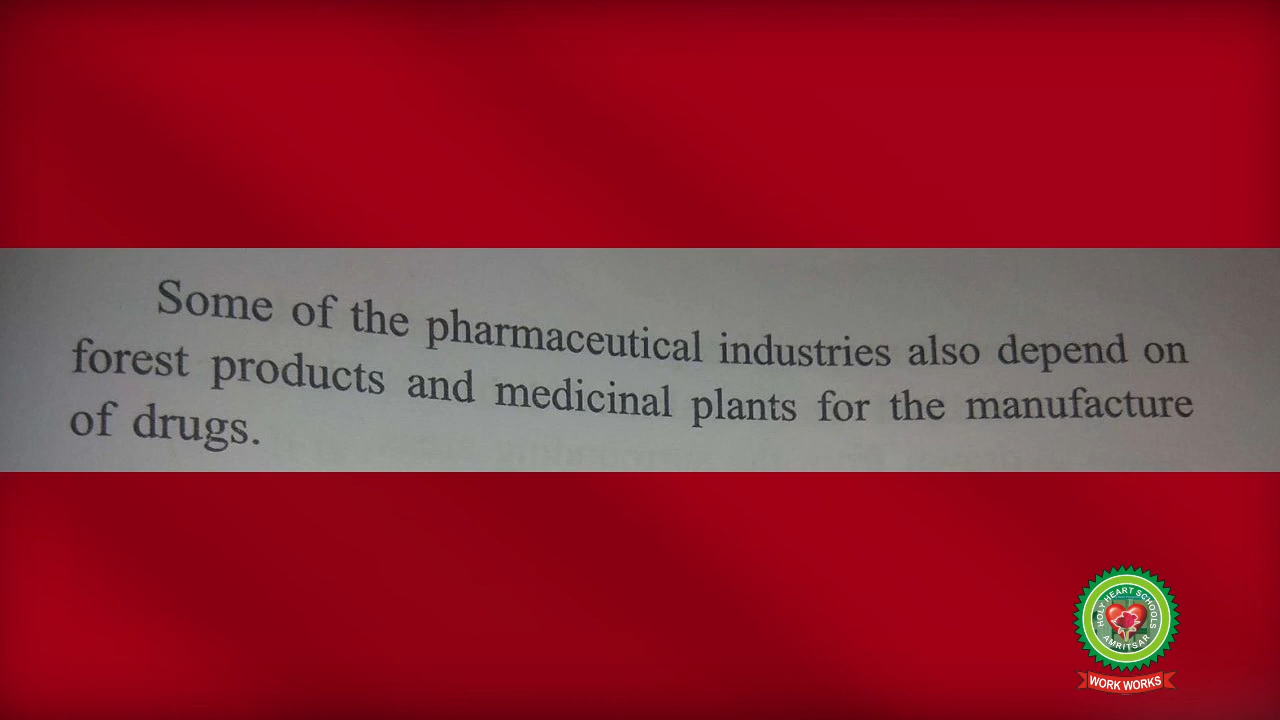 Some of the pharmaceutical industries also depend on
forest products and medicinal plants for the manufacture
of drugs.
HOLY HEART SCHOOLS
AMRITSAR
WORK WORKS